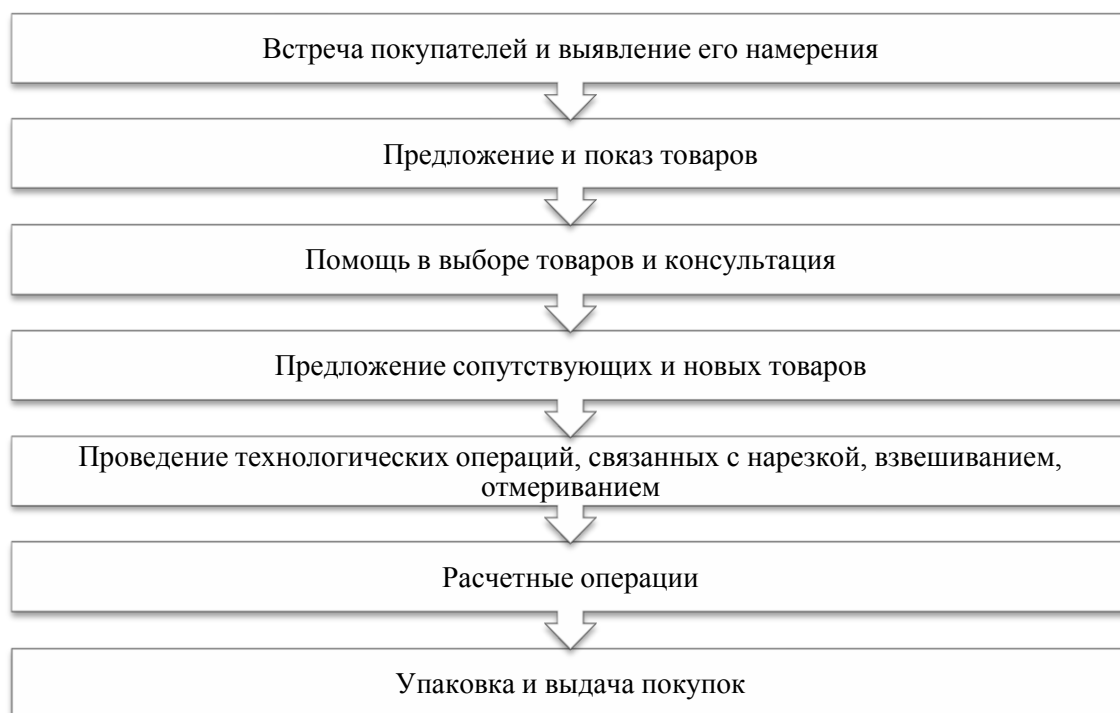 Встреча покупателей и выявление его намерения
Предложение и показ товаров
Помощь в выборе товаров и консультация
Предложение сопутствующих и новых товаров
Проведение технологических операций, связанных с нарезкой, взвешиванием,
отмериванием
Расчетные операции
Упаковка и выдача покупок